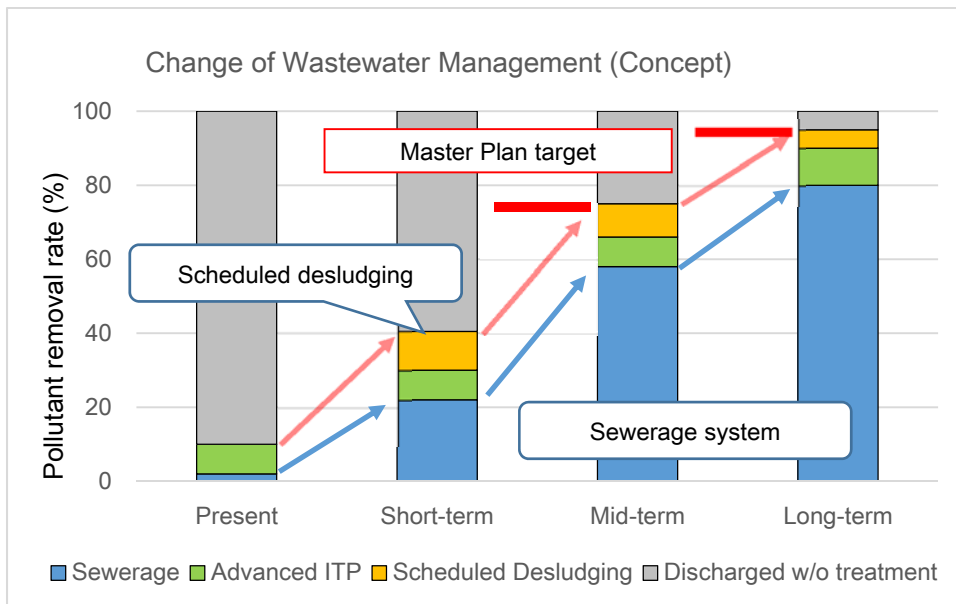 Change of Wastewater Management (Concept)
Pollutant removal rate (%)
100
80
60
40
20
0
Master Plan target
Scheduled desludging
Sewerage system
Present Short-term Mid-term Long-term
Sewerage Advanced ITP Scheduled Desludging Discharged w/o treatment